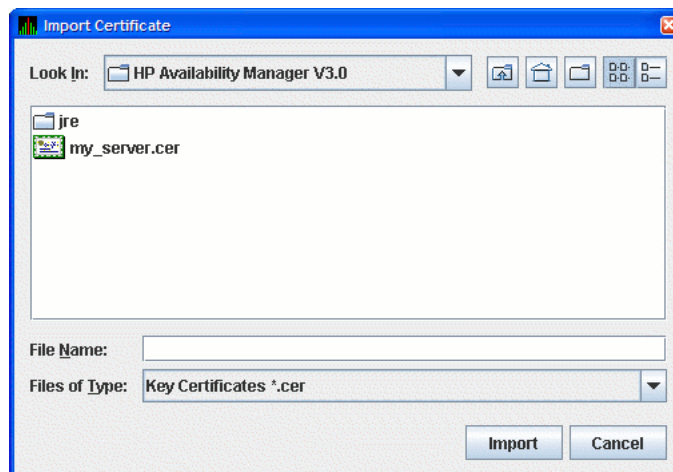 Import Certificate
Look In: HP Availability Manager V3.0
jre
my_server.cer
File Name:
Files of Type: Key Certificates *.cer
Import Cancel